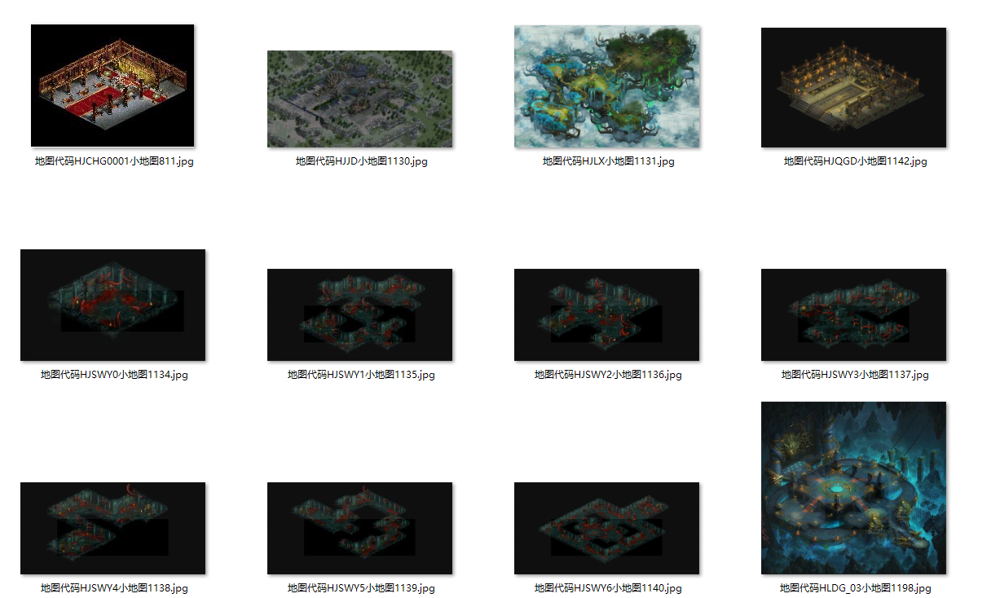 地图代码HJCHG0001小地图811.jpg
地图代码HJJD小地图1130.jpg
地图代码HJLX小地图1131.jpg
地图代码HJQGD小地图1142.jpg
地图代码HJSWY0小地图1134.jpg
地图代码HJSWY1小地图1135.jpg
地图代码HJSWY2小地图1136.jpg
地图代码HJSWY3小地图1137.jpg
地图代码HJSWY4小地图1138.jpg
地图代码HJSWY5小地图1139.jpg
地图代码HJSWY6小地图1140.jpg
地图代码HLDG_03小地图1198.jpg